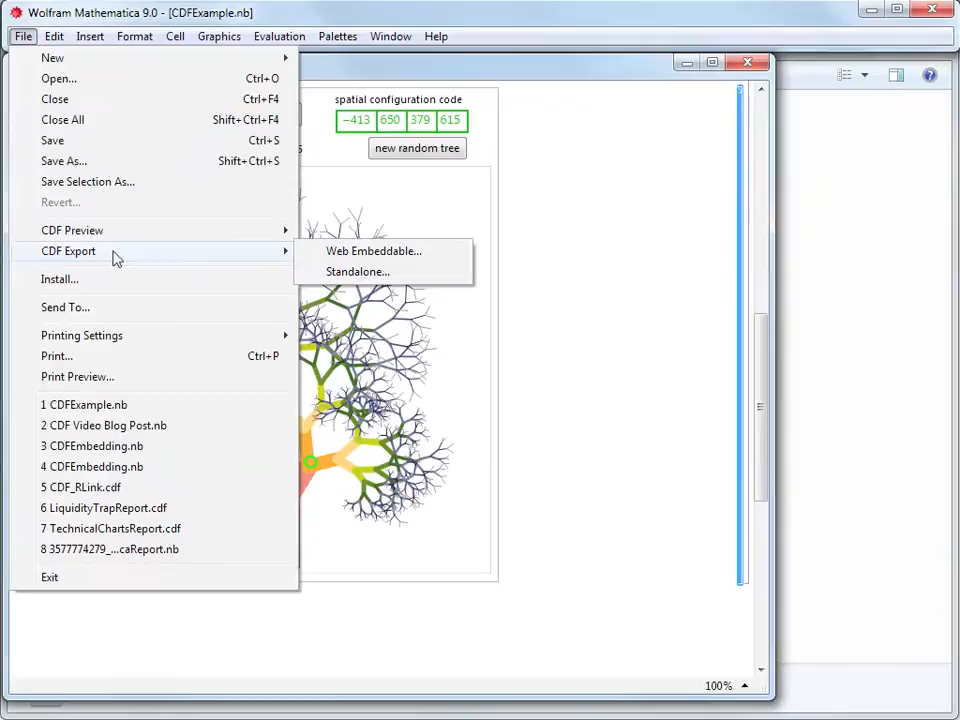 Wolfram Mathematica 9.0 - [CDFExample.nb]
File Edit Insert Format Cell Graphics Evaluation Palettes Window Help
New
Open... Ctrl+O
Close Ctrl+F4
Close All Shift+Ctrl+F4
Save Ctrl+S
Save As... Shift+Ctrl+S
Save Selection As...
Revert...
CDF Preview
CDF Export
Install...
Send To...
Printing Settings
Print... Ctrl+P
Print Preview...
1 CDFExample.nb
2 CDF Video Blog Post.nb
3 CDFEmbedding.nb
4 CDFEmbedding.nb
5 CDF_RLink.cdf
6 LiquidityTrapReport.cdf
7 TechnicalChartsReport.cdf
8 3577774279_...caReport.nb
Exit
Web Embeddable...
Standalone...
spatial configuration code
−413 650 379 615
new random tree
100%